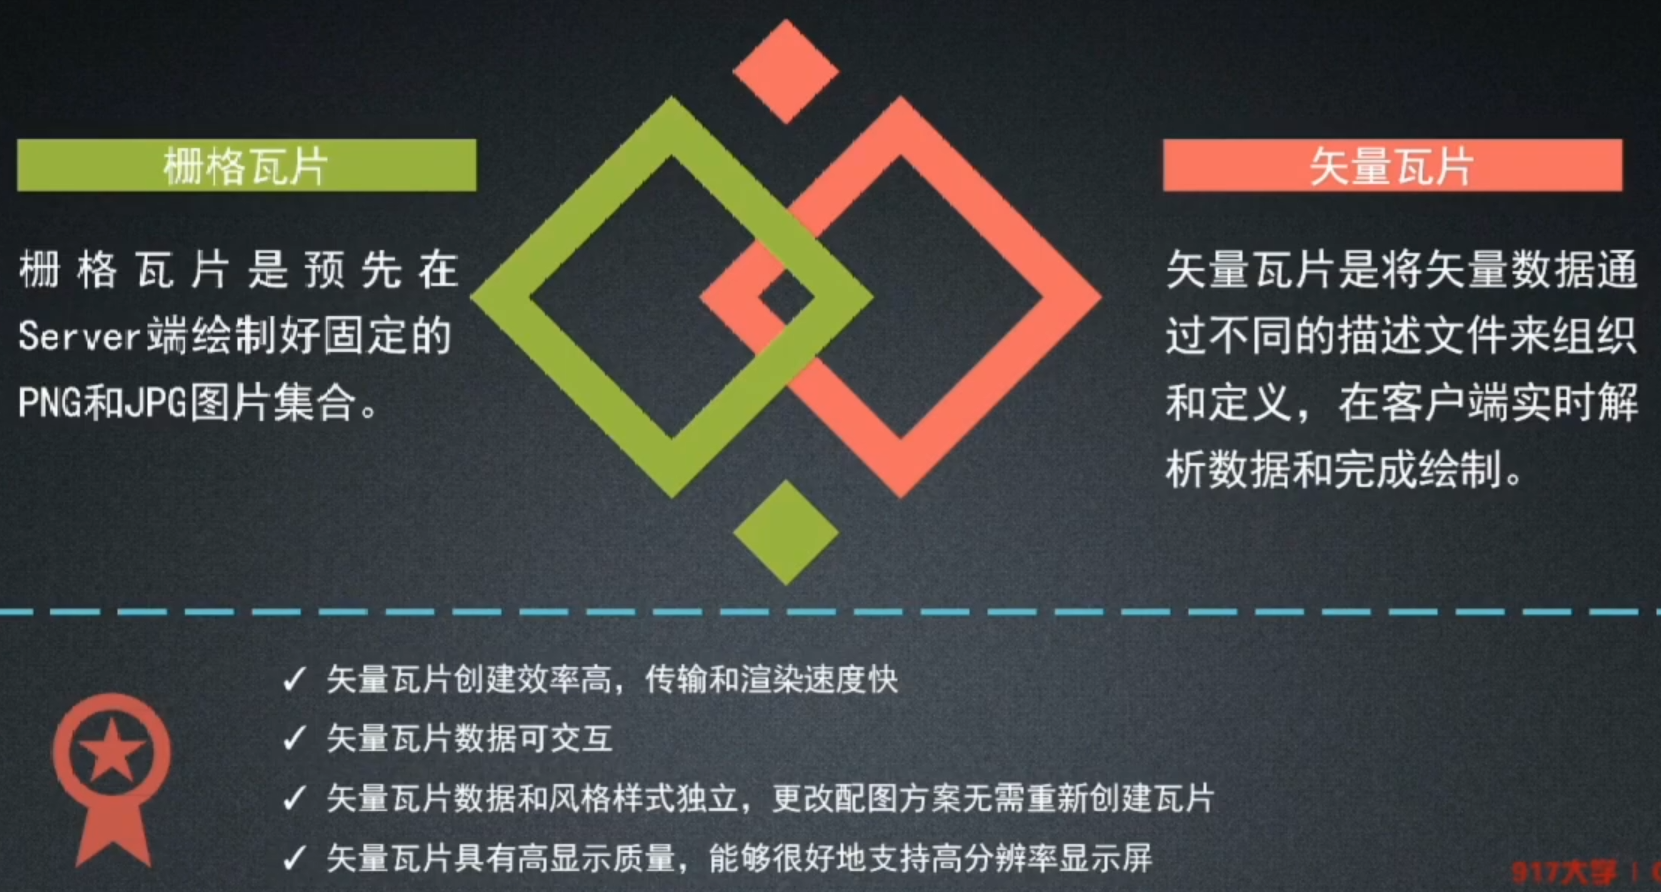 栅格瓦片
栅格瓦片是预先在
Server端绘制好固定的
PNG和JPG图片集合。
矢量瓦片
矢量瓦片是将矢量数据通
过不同的描述文件来组织
和定义，在客户端实时解
析数据和完成绘制。
✓ 矢量瓦片创建效率高，传输和渲染速度快
✓ 矢量瓦片数据可交互
✓ 矢量瓦片数据和风格样式独立，更改配图方案无需重新创建瓦片
✓ 矢量瓦片具有高显示质量，能够很好地支持高分辨率显示屏
917大学 |